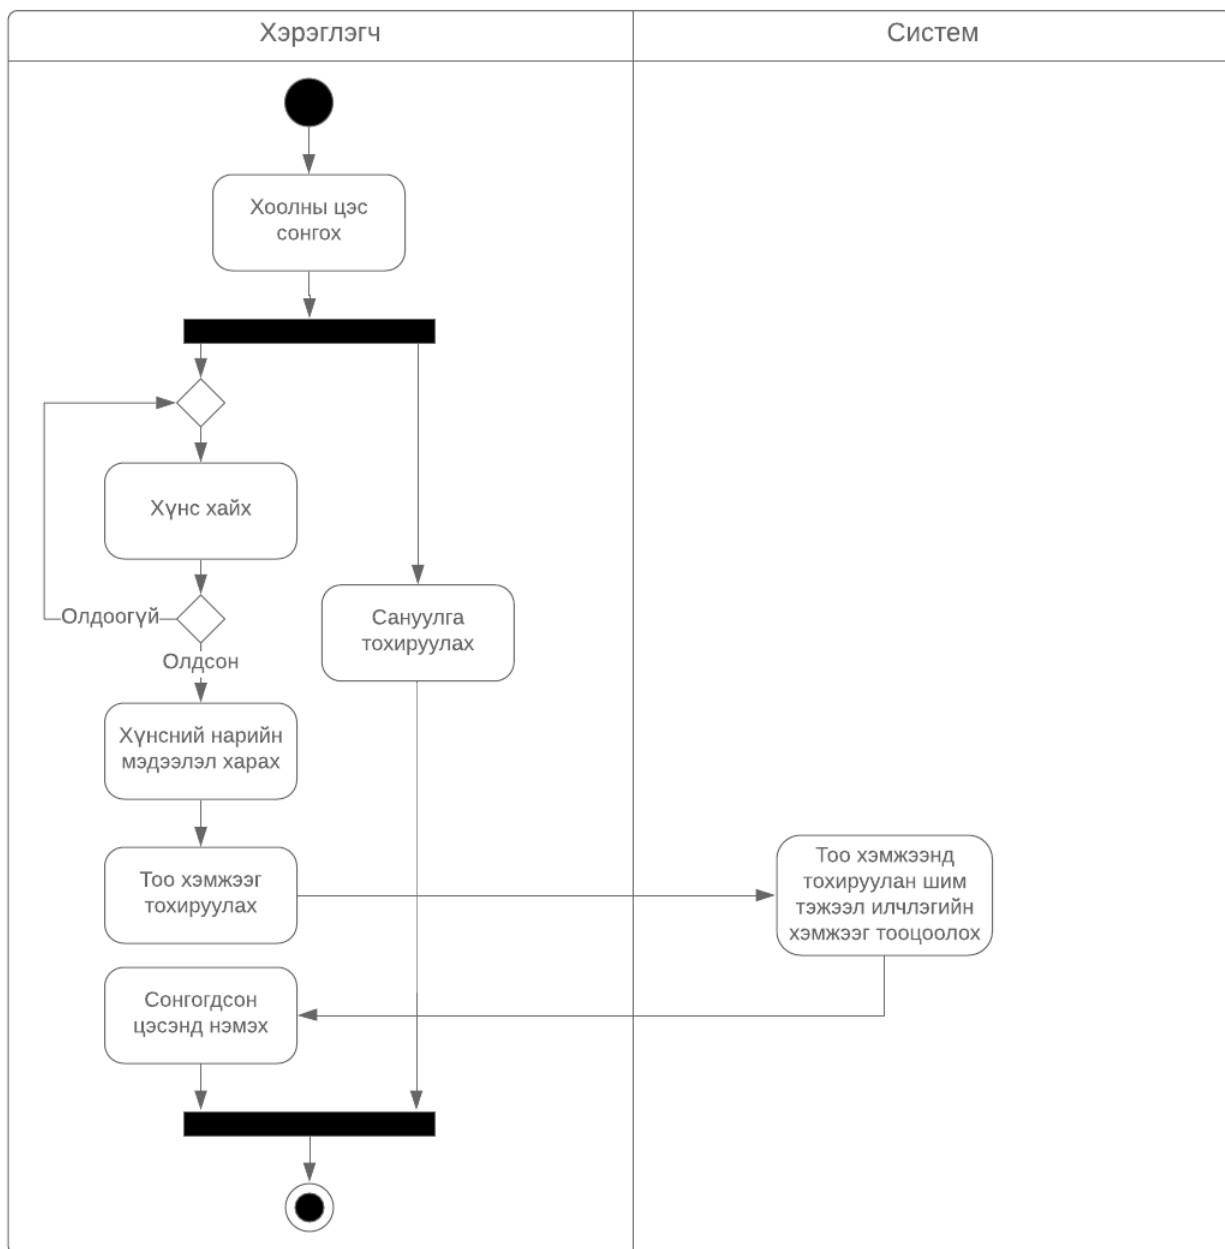 Хэрэглэгч
Систем
Хоолны цэс
сонгох
Хүнс хайх
Олдоогүй
Олдсон
Сануулга
тохируулах
Хүнсний нарийн
мэдээлэл харах
Тоо хэмжээг
тохируулах
Тоо хэмжээнд
тохируулан шим
тэжээл илчлэгийн
хэмжээг тооцоолох
Сонгогдсон
цэсэнд нэмэх